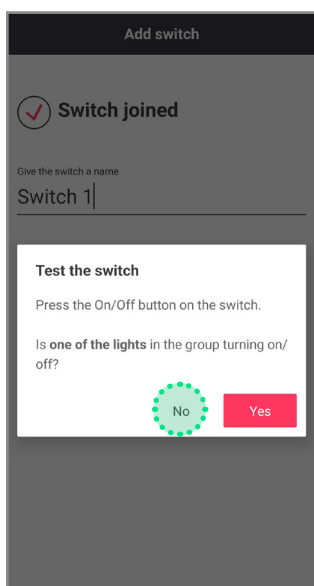 Add switch
Switch joined
Give the switch a name
Switch 1
Test the switch
Press the On/Off button on the switch.
Is one of the lights in the group turning on/
off?
No
Yes